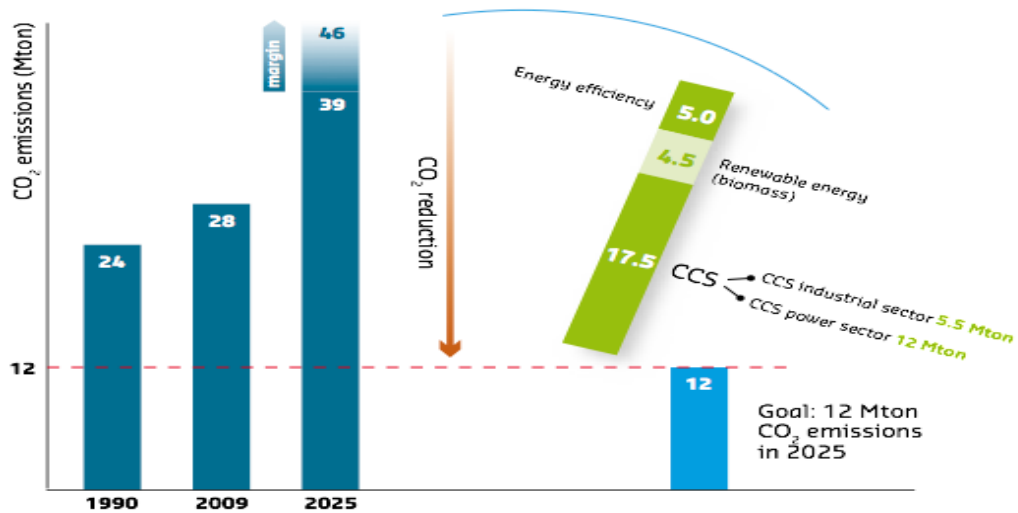 CO2 emissions (Mton)
margin
46
39
28
24
12
1990
2009
2025
CO2 reduction
Energy efficiency
5.0
4.5
Renewable energy
(biomass)
17.5
CCS
CCS industrial sector 5.5 Mton
CCS power sector 12 Mton
12
Goal: 12 Mton
CO2 emissions
in 2025